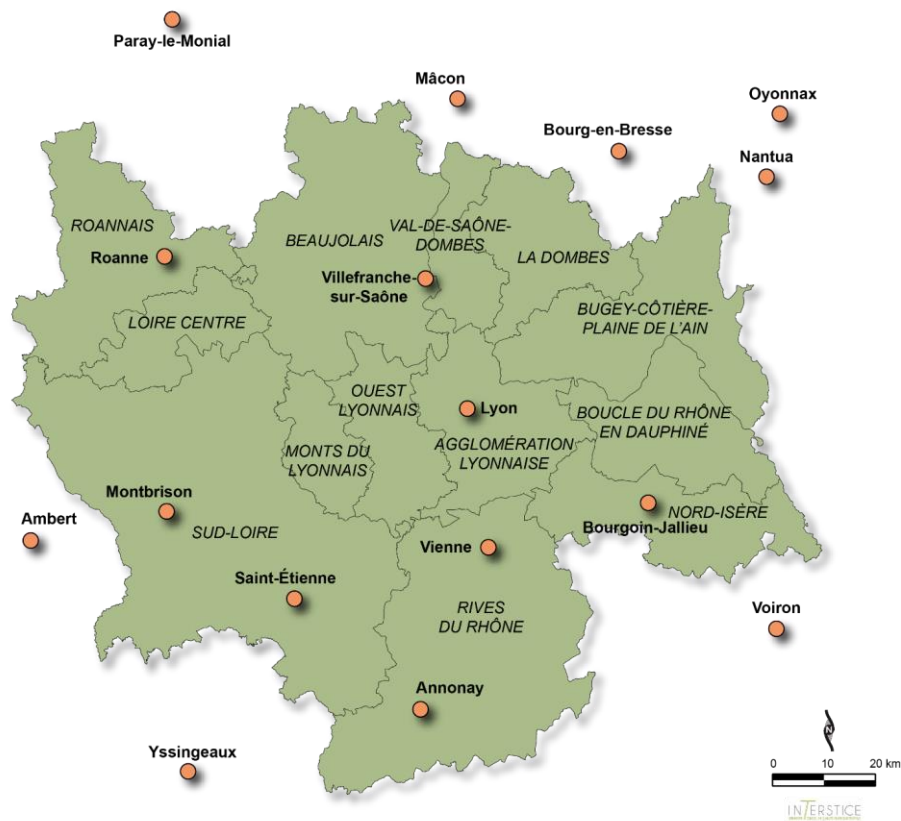 Paray-le-Monial
Mâcon
Oyonnax
Bourg-en-Bresse
Nantua
ROANNAIS
Roanne
BEAUJOLAIS
VAL-DE-SAÔNE-
DOMBES
LA DOMBES
Villefranche-
sur-Saône
LOIRE CENTRE
BUGEY-CÔTIÈRE-
PLAINE DE L'AIN
OUEST
LYONNAIS
Lyon
BOUCLE DU RHÔNE
EN DAUPHINÉ
MONTS DU
LYONNAIS
AGGLOMÉRATION
LYONNAISE
Montbrison
Ambert
SUD-LOIRE
NORD-ISÈRE
Bourgoin-Jallieu
Vienne
Saint-Étienne
RIVES
DU RHÔNE
Voiron
Annonay
Yssingeaux
N
0 10 20 km
INTERSTICE